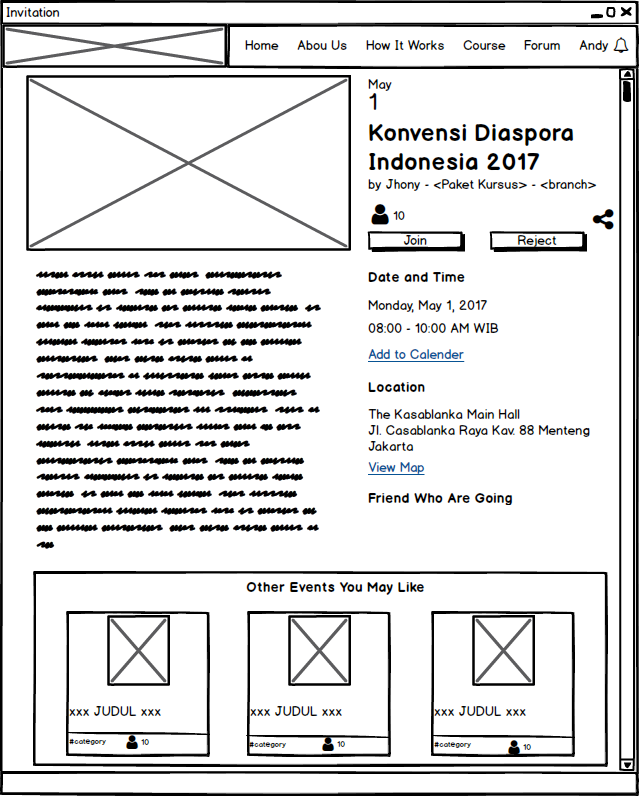 Invitation
Home Abou Us How It Works Course Forum Andy
May
1
Konvensi Diaspora
Indonesia 2017
by Jhony - <Paket Kursus> - <branch>
10
Join Reject
Date and Time
Monday, May 1, 2017
08:00 - 10:00 AM WIB
Add to Calender
Location
The Kasablanka Main Hall
Jl. Casablanka Raya Kav. 88 Menteng
Jakarta
View Map
Friend Who Are Going
Other Events You May Like
xxx JUDUL xxx xxx JUDUL xxx xxx JUDUL xxx
#category 10 #category 10 #category 10